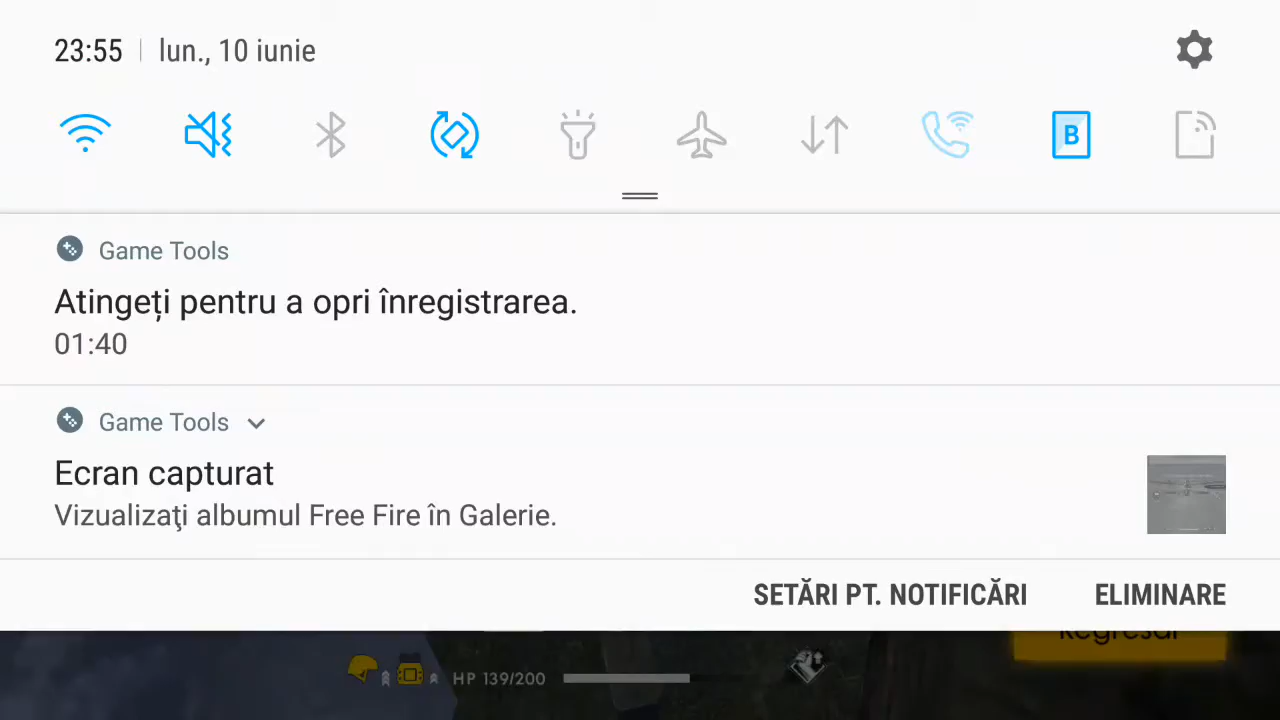 23:55 lun., 10 iunie
B
Game Tools
Atingeți pentru a opri înregistrarea.
01:40
Game Tools
Ecran capturat
Vizualizaţi albumul Free Fire în Galerie.
SETĂRI PT. NOTIFICĂRI ELIMINARE
Regresar
HP 139/200